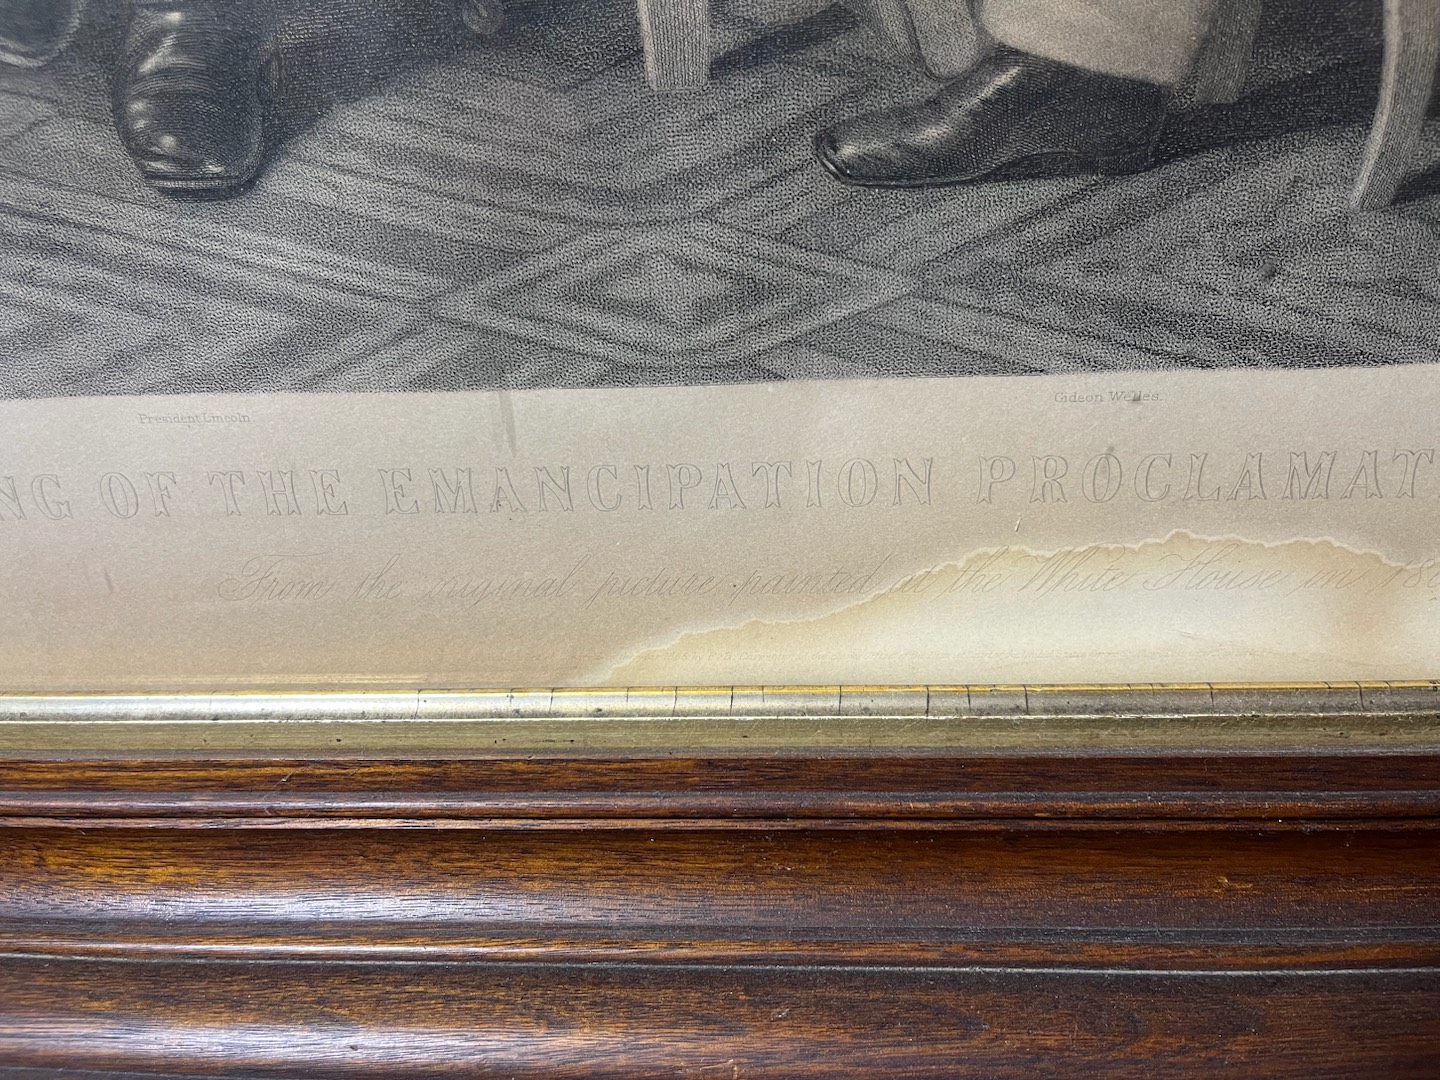 President Lincoln
Gideon Welles.
NG OF THE EMANCIPATION PROCLAMAT
From the original picture painted at the White House in 18